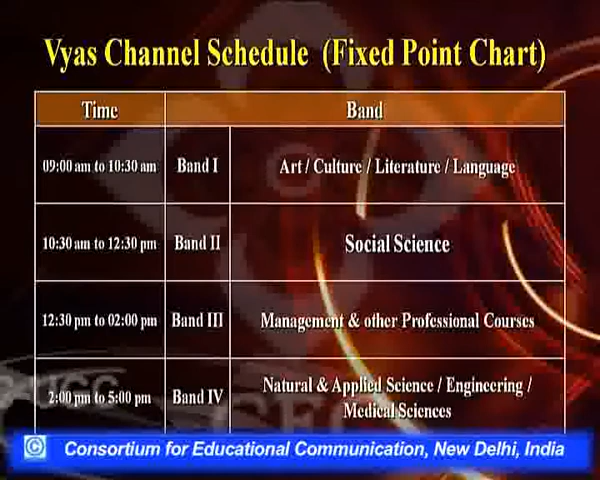 Vyas Channel Schedule (Fixed Point Chart)
Time Band
09:00 am to 10:30 am Band I Art / Culture / Literature / Language
10:30 am to 12:30 pm Band II Social Science
12:30 pm to 02:00 pm Band III Management & other Professional Courses
2:00 pm to 5:00 pm Band IV Natural & Applied Science / Engineering /
Medical Sciences
UGC
CEC
© Consortium for Educational Communication, New Delhi, India